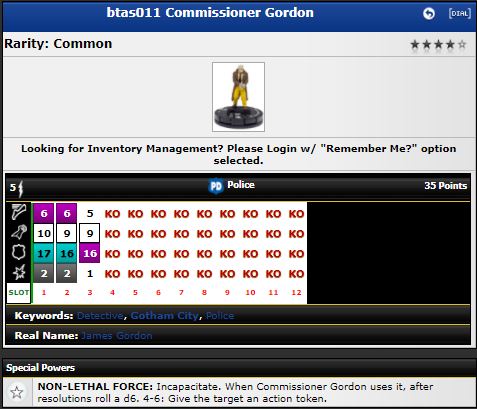 btas011 Commissioner Gordon
[DIAL]
Rarity: Common
Looking for Inventory Management? Please Login w/ "Remember Me?" option
selected.
5 PD Police 35 Points
6 6 5 KO KO KO KO KO KO KO KO KO
10 9 9 KO KO KO KO KO KO KO KO KO
17 16 16 KO KO KO KO KO KO KO KO KO
2 2 1 KO KO KO KO KO KO KO KO KO
SLOT 1 2 3 4 5 6 7 8 9 10 11 12
Keywords: Detective, Gotham City, Police
Real Name: James Gordon
Special Powers
NON-LETHAL FORCE: Incapacitate. When Commissioner Gordon uses it, after
resolutions roll a d6. 4-6: Give the target an action token.